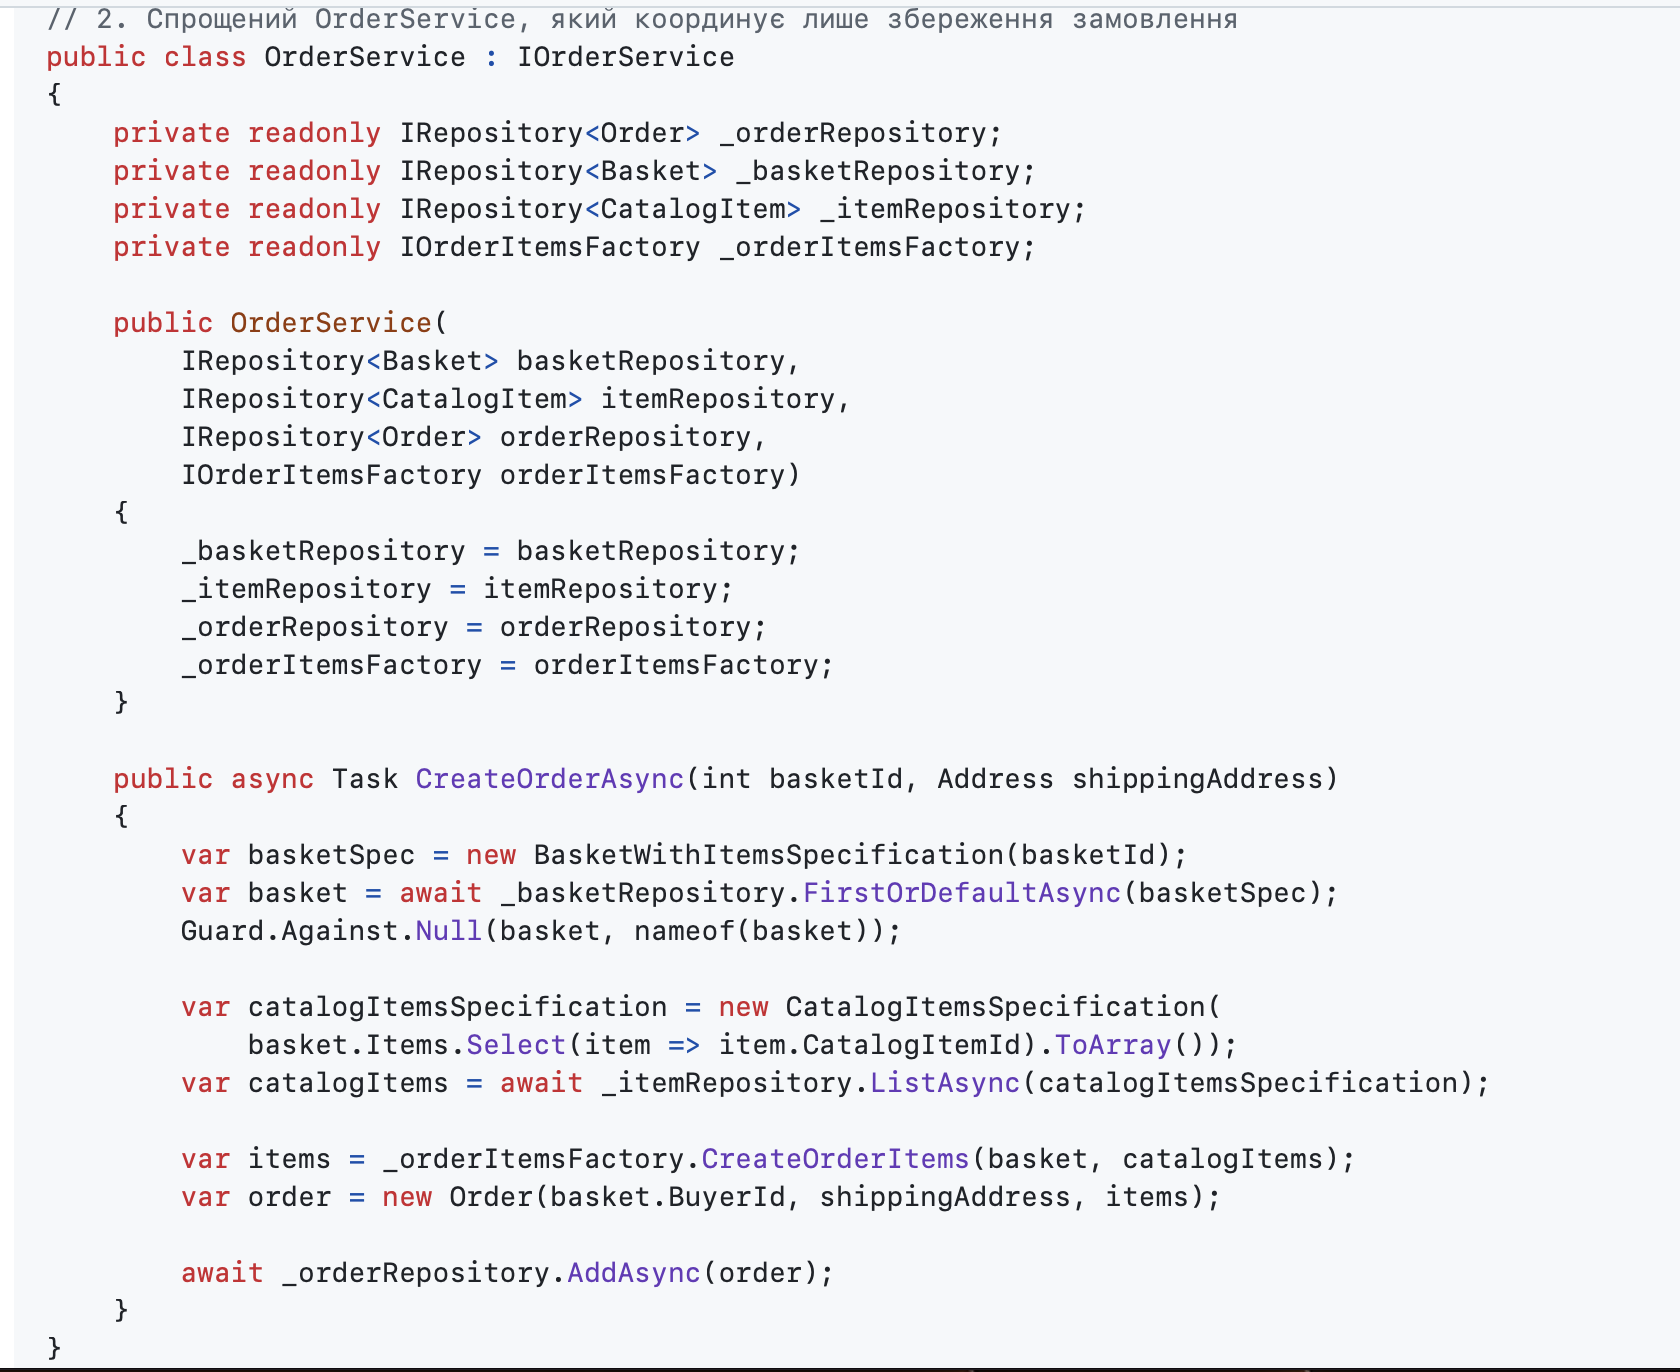 // 2. Спрощений OrderService, який координує лише збереження замовлення
public class OrderService : IOrderService
{
    private readonly IRepository<Order> _orderRepository;
    private readonly IRepository<Basket> _basketRepository;
    private readonly IRepository<CatalogItem> _itemRepository;
    private readonly IOrderItemsFactory _orderItemsFactory;

    public OrderService(
        IRepository<Basket> basketRepository,
        IRepository<CatalogItem> itemRepository,
        IRepository<Order> orderRepository,
        IOrderItemsFactory orderItemsFactory)
    {
        _basketRepository = basketRepository;
        _itemRepository = itemRepository;
        _orderRepository = orderRepository;
        _orderItemsFactory = orderItemsFactory;
    }

    public async Task CreateOrderAsync(int basketId, Address shippingAddress)
    {
        var basketSpec = new BasketWithItemsSpecification(basketId);
        var basket = await _basketRepository.FirstOrDefaultAsync(basketSpec);
        Guard.Against.Null(basket, nameof(basket));

        var catalogItemsSpecification = new CatalogItemsSpecification(
            basket.Items.Select(item => item.CatalogItemId).ToArray());
        var catalogItems = await _itemRepository.ListAsync(catalogItemsSpecification);

        var items = _orderItemsFactory.CreateOrderItems(basket, catalogItems);
        var order = new Order(basket.BuyerId, shippingAddress, items);

        await _orderRepository.AddAsync(order);
    }
}